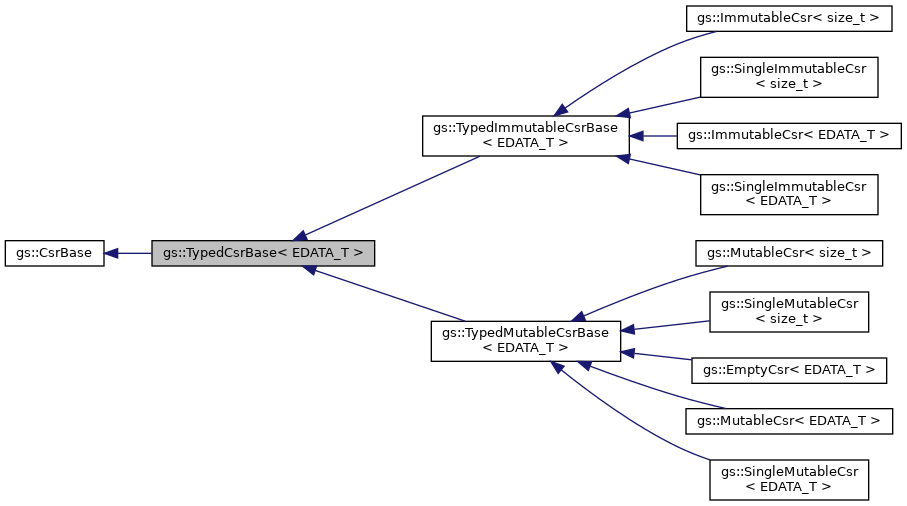 gs::ImmutableCsr< size_t >
gs::SingleImmutableCsr
< size_t >
gs::TypedImmutableCsrBase
< EDATA_T >
gs::ImmutableCsr< EDATA_T >
gs::SingleImmutableCsr
< EDATA_T >
gs::CsrBase
gs::TypedCsrBase< EDATA_T >
gs::MutableCsr< size_t >
gs::SingleMutableCsr
< size_t >
gs::TypedMutableCsrBase
< EDATA_T >
gs::EmptyCsr< EDATA_T >
gs::MutableCsr< EDATA_T >
gs::SingleMutableCsr
< EDATA_T >